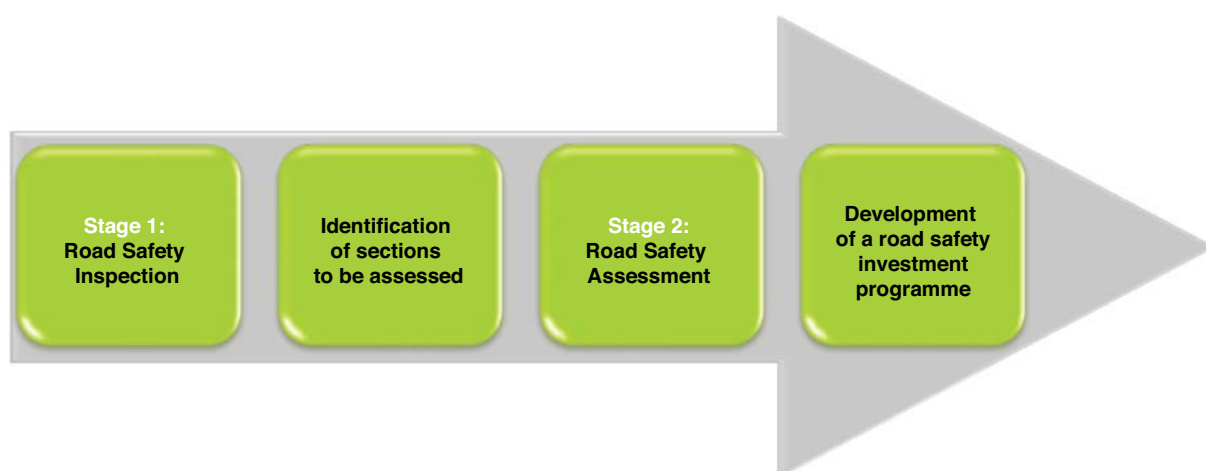 Stage 1:
Road Safety
Inspection
Identification
of sections
to be assessed
Stage 2:
Road Safety
Assessment
Development
of a road safety
investment
programme